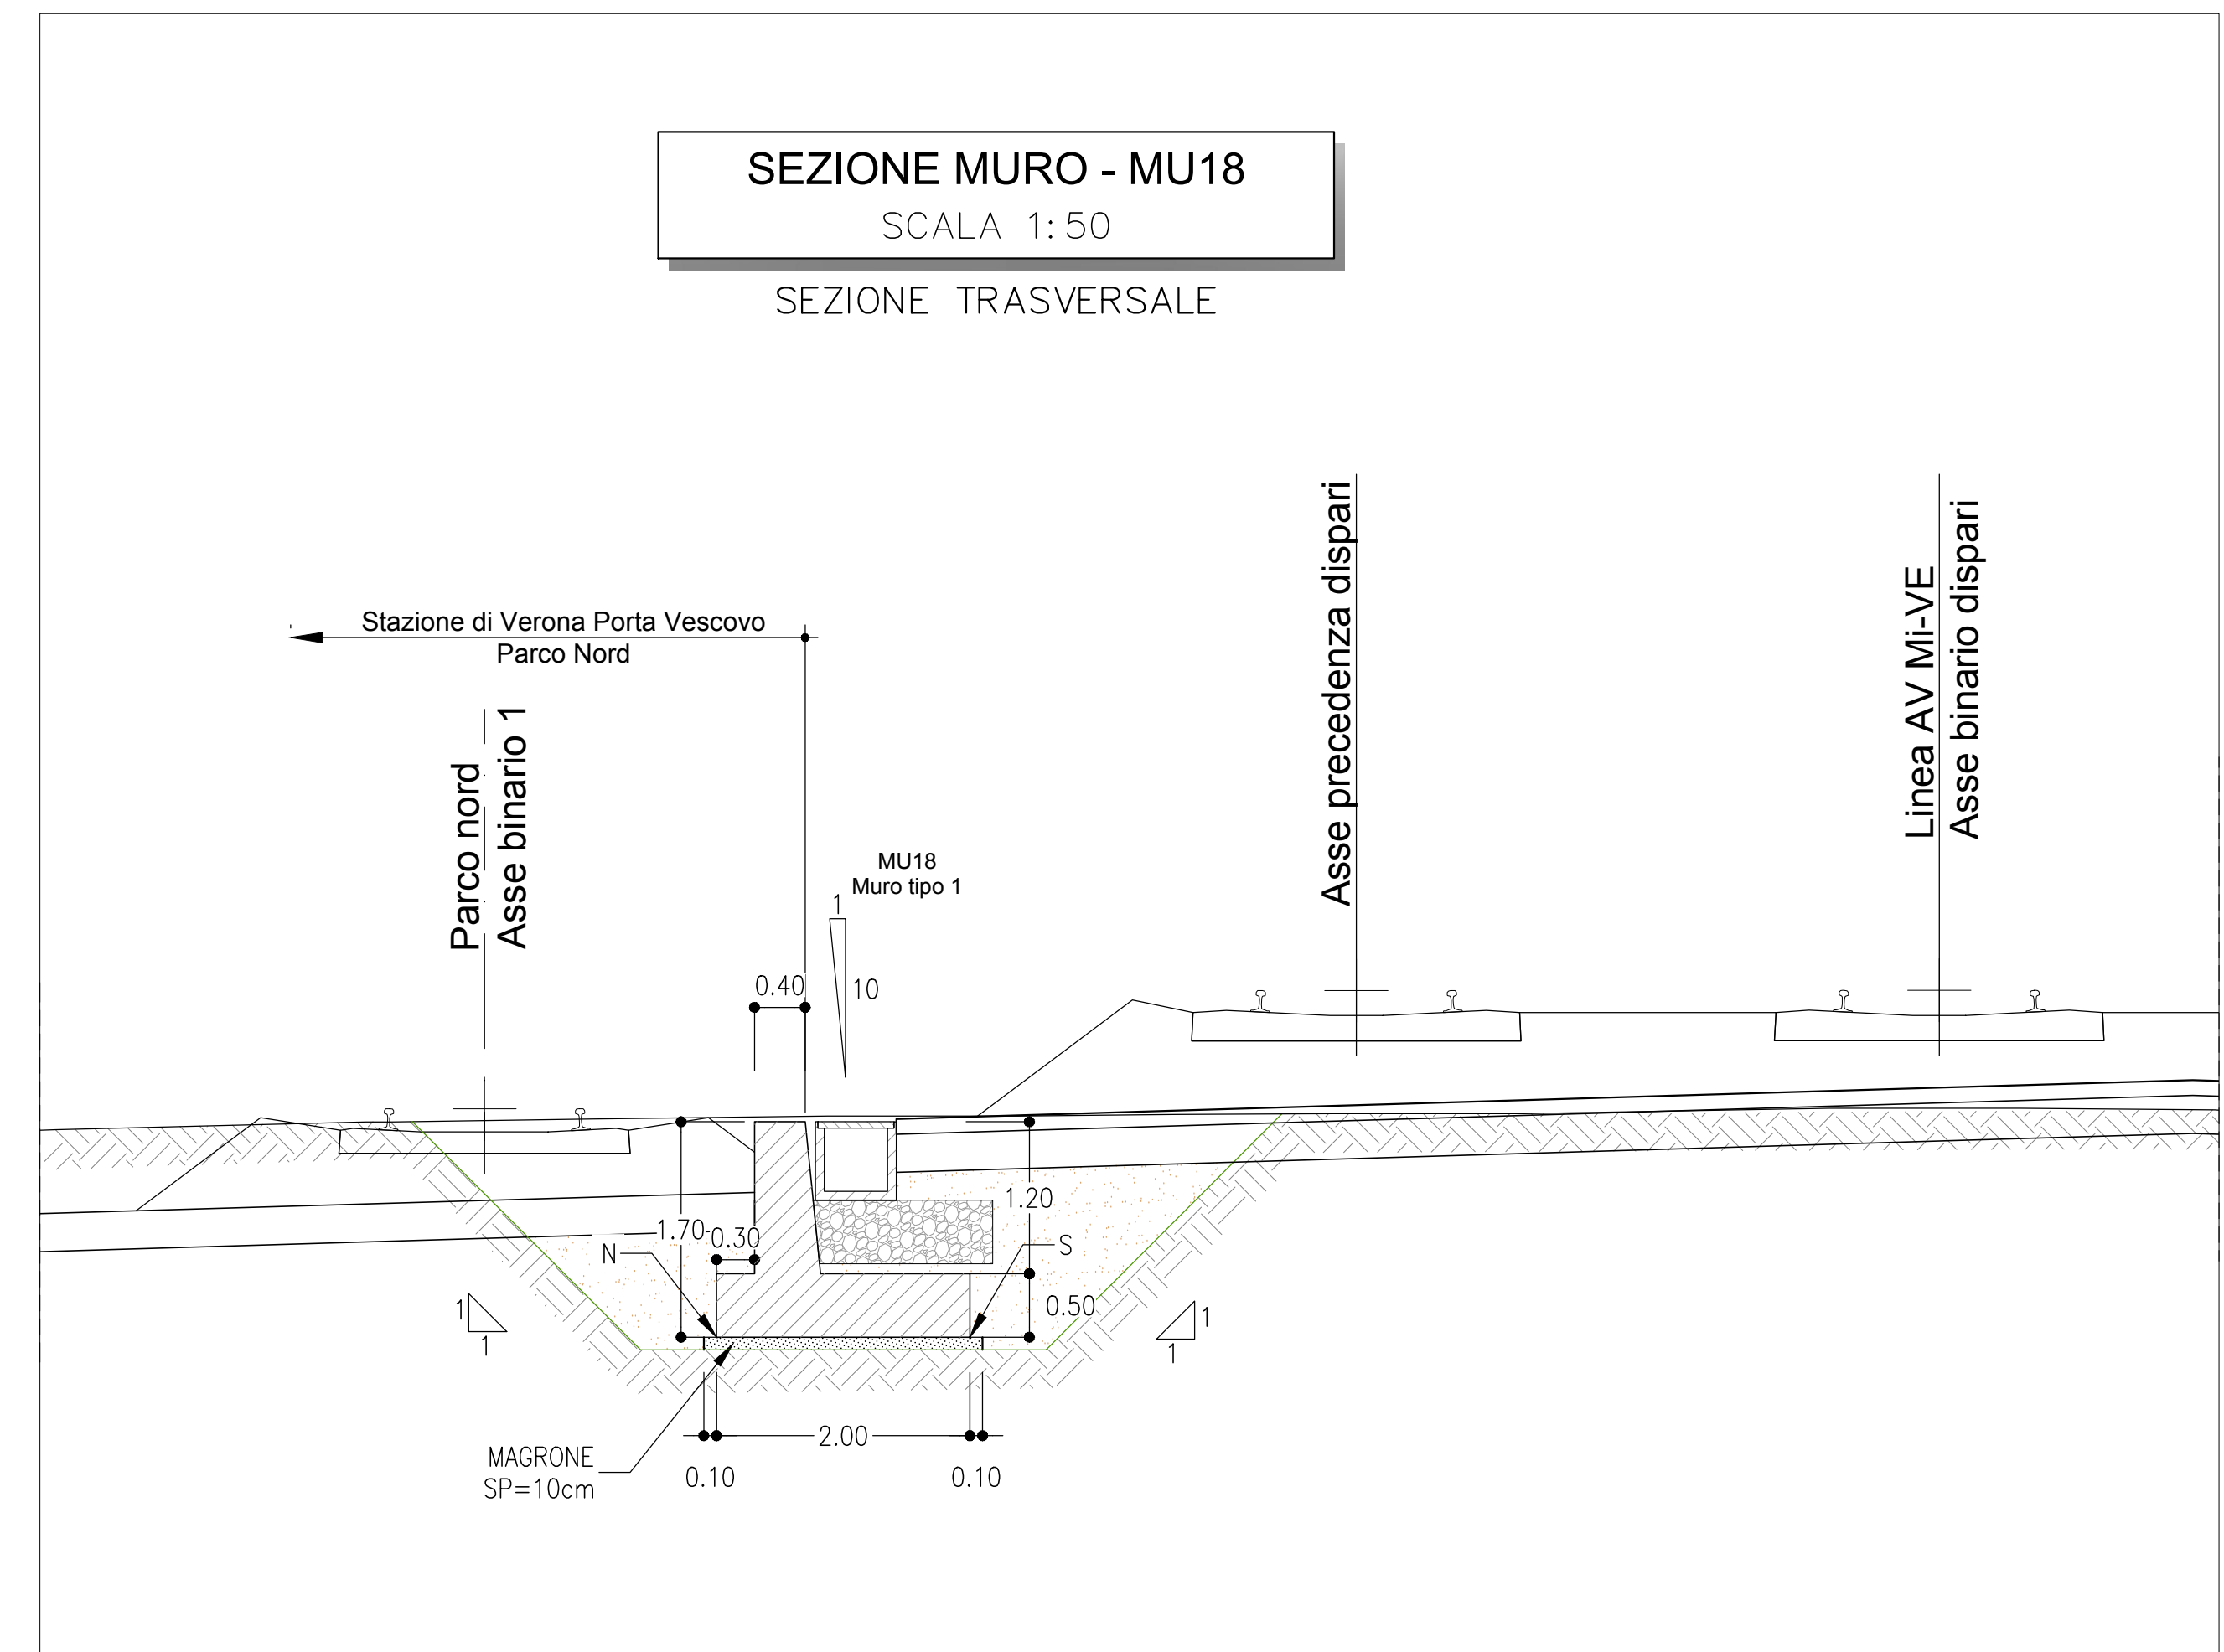 SEZIONE MURO - MU18
SCALA 1:50
SEZIONE TRASVERSALE
Stazione di Verona Porta Vescovo
Parco Nord
Parco nord
Asse binario 1
MU18
Muro tipo 1
1
10
0.40
Asse precedenza dispari
Linea AV Mi-VE
Asse binario dispari
1.70
0.30
1.20
N
S
0.50
1
1
1
1
2.00
0.10
0.10
MAGRONE
SP=10cm